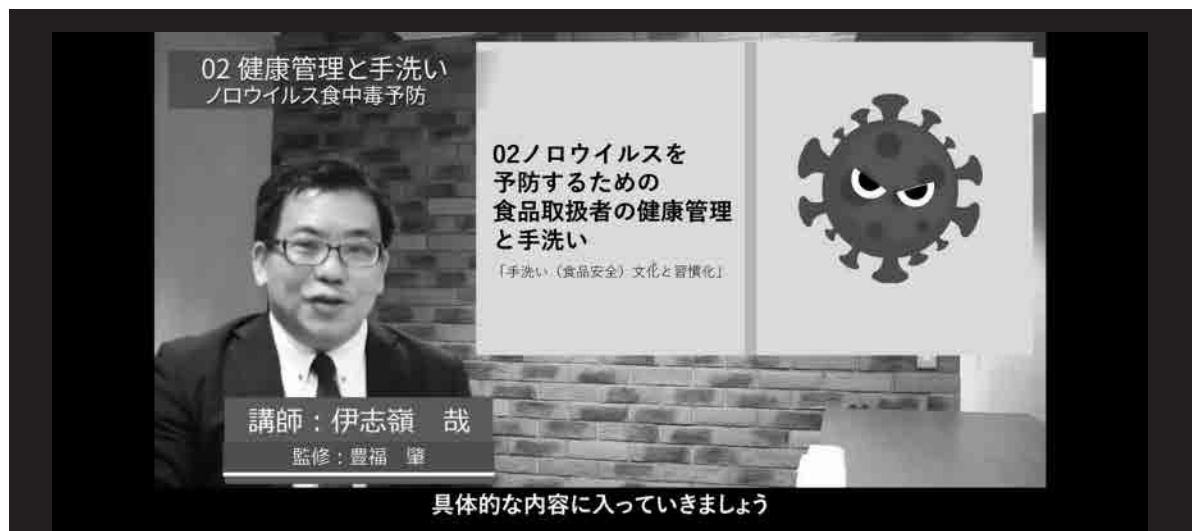 02 健康管理と手洗い
ノロウイルス食中毒予防
02ノロウイルスを
予防するための
食品取扱者の健康管理
と手洗い
「手洗い（食品安全）文化と習慣化」
講師：伊志嶺　哉
監修：豊福　肇
具体的な内容に入っていきましょう